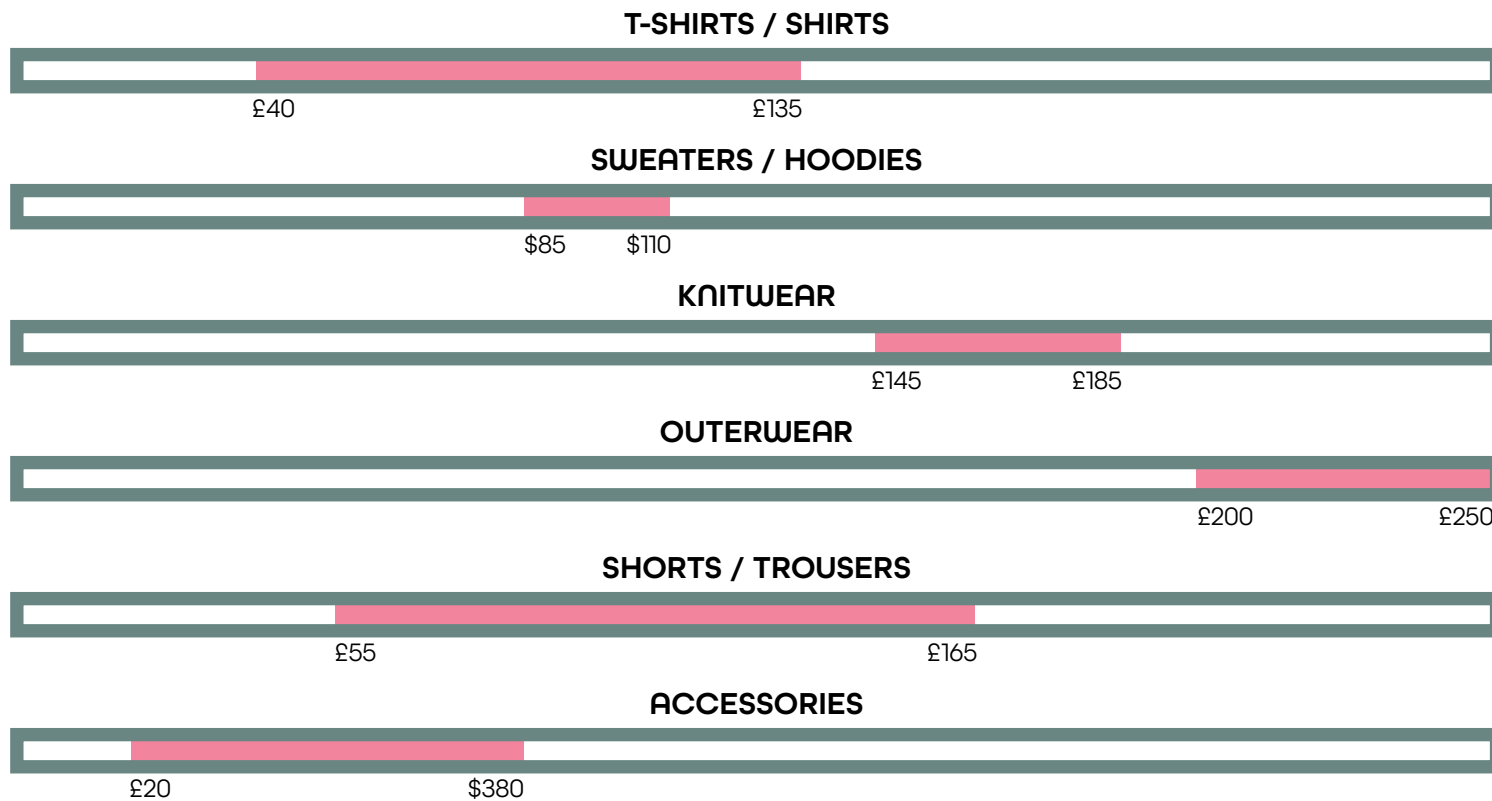 T-SHIRTS / SHIRTS
£40 £135
SWEATERS / HOODIES
$85 $110
KNITWEAR
£145 £185
OUTERWEAR
£200 £250
SHORTS / TROUSERS
£55 £165
ACCESSORIES
£20 $380